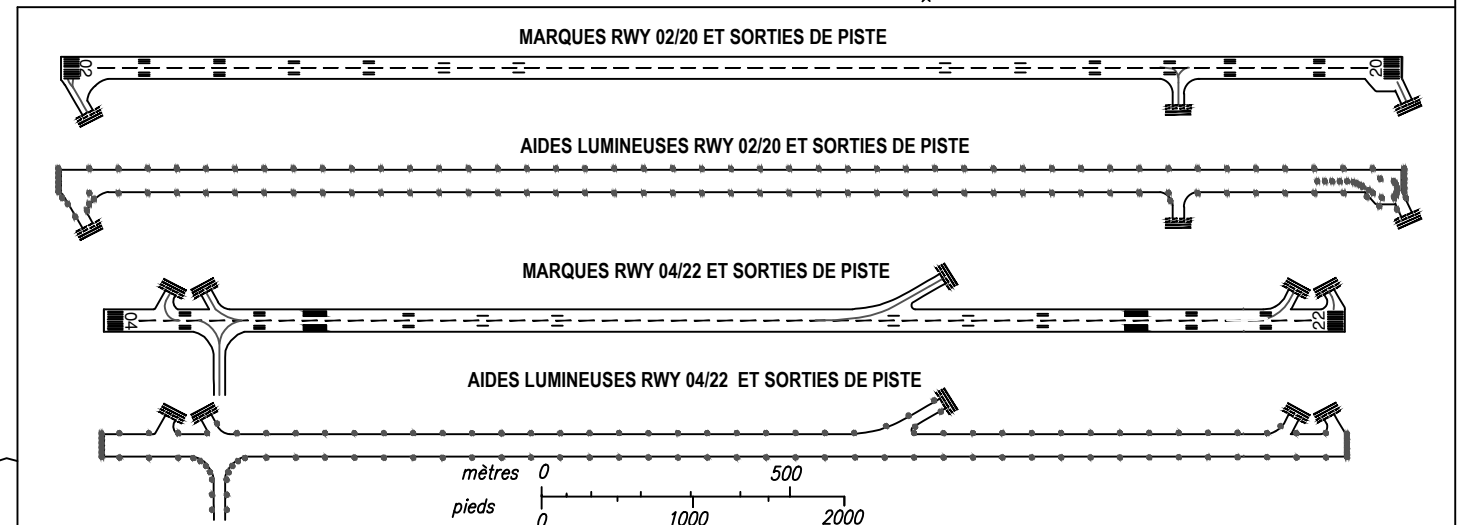 MARQUES RWY 02/20 ET SORTIES DE PISTE
02
20
AIDES LUMINEUSES RWY 02/20 ET SORTIES DE PISTE
MARQUES RWY 04/22 ET SORTIES DE PISTE
04
22
AIDES LUMINEUSES RWY 04/22 ET SORTIES DE PISTE
mètres 0 500
pieds
0 1000 2000